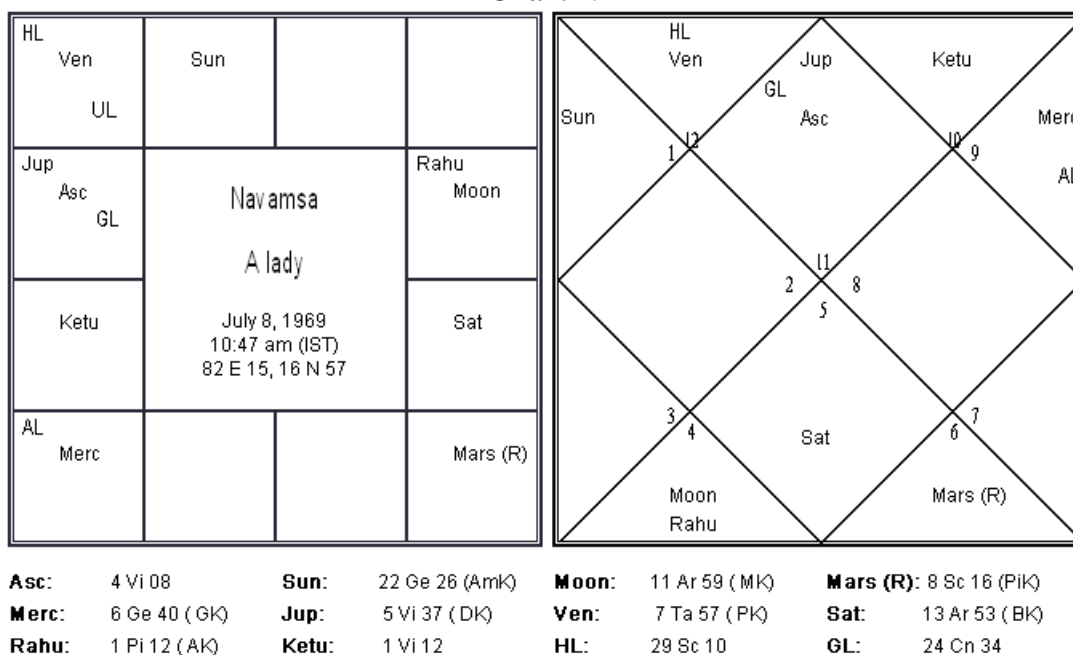 HL
Ven
UL
Sun
Jup
Asc
GL
Rahu
Moon
Navamsa
A lady
July 8, 1969
10:47 am (IST)
82 E 15, 16 N 57
Ketu
Sat
AL
Merc
Mars (R)
HL
Ven
Jup
GL
Asc
Ketu
Sun
Merc
AL
12
1
10
9
11
2
8
5
3
4
7
6
Sat
Moon
Rahu
Mars (R)
Asc: 4 Vi 08 Sun: 22 Ge 26 (AmK) Moon: 11 Ar 59 (MK) Mars (R): 8 Sc 16 (PiK)
Merc: 6 Ge 40 (GK) Jup: 5 Vi 37 (DK) Ven: 7 Ta 57 (PK) Sat: 13 Ar 53 (BK)
Rahu: 1 Pi 12 (AK) Ketu: 1 Vi 12 HL: 29 Sc 10 GL: 24 Cn 34